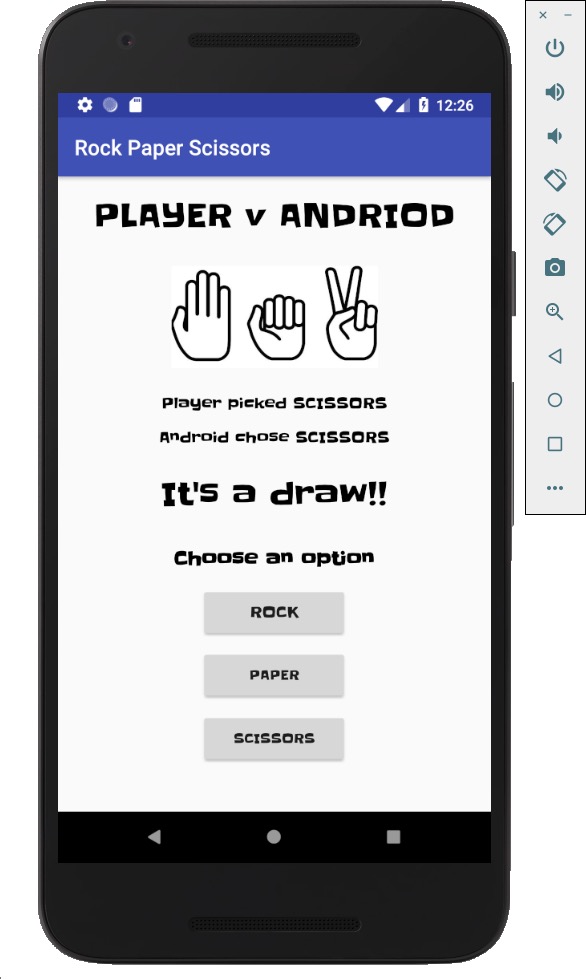 12:26
Rock Paper Scissors
PLAYER v ANDRIOD
Player picked SCISSORS
Android chose SCISSORS
It's a draw!!
Choose an option
ROCK
PAPER
SCISSORS